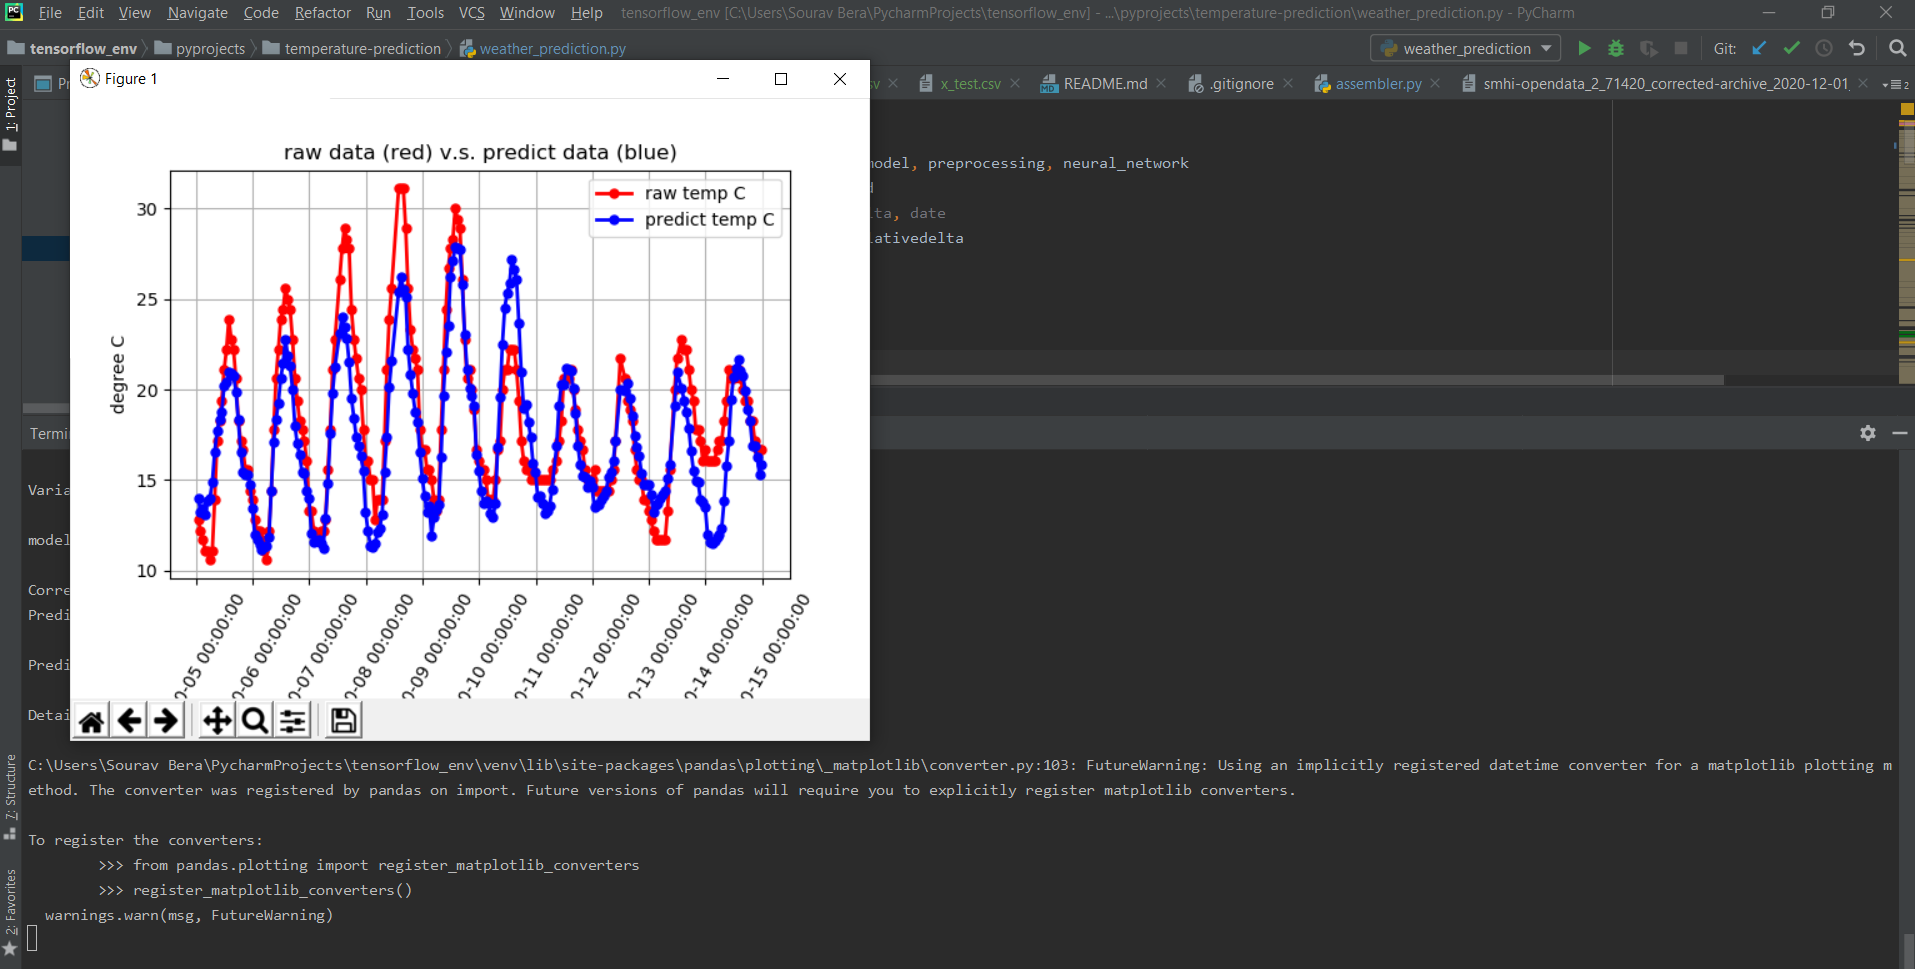 PC File Edit View Navigate Code Refactor Run Tools VCS Window Help tensorflow_env [C:\Users\Sourav Bera\PycharmProjects\tensorflow_env] - ...\pyprojects\temperature-prediction\weather_prediction.py - PyCharm
tensorflow_env pyprojects temperature-prediction weather_prediction.py weather_prediction Git:
1: Project
Figure 1
x_test.csv README.md .gitignore assembler.py smhi-opendata_2_71420_corrected-archive_2020-12-01
2
, preprocessing, neural_network
, date
raw data (red) v.s. predict data (blue)
raw temp C
predict temp C
degree C
30
25
20
15
10
0-05 00:00:00
0-06 00:00:00
0-07 00:00:00
0-08 00:00:00
0-09 00:00:00
0-10 00:00:00
0-11 00:00:00
0-12 00:00:00
0-13 00:00:00
0-14 00:00:00
0-15 00:00:00
Termi
Varia
model
Corre
Predi
Predi
Detai
C:\Users\Sourav Bera\PycharmProjects\tensorflow_env\venv\lib\site-packages\pandas\plotting\_matplotlib\converter.py:103: FutureWarning: Using an implicitly registered datetime converter for a matplotlib plotting m
ethod. The converter was registered by pandas on import. Future versions of pandas will require you to explicitly register matplotlib converters.
To register the converters:
>>> from pandas.plotting import register_matplotlib_converters
>>> register_matplotlib_converters()
warnings.warn(msg, FutureWarning)
7: Structure
2: Favorites